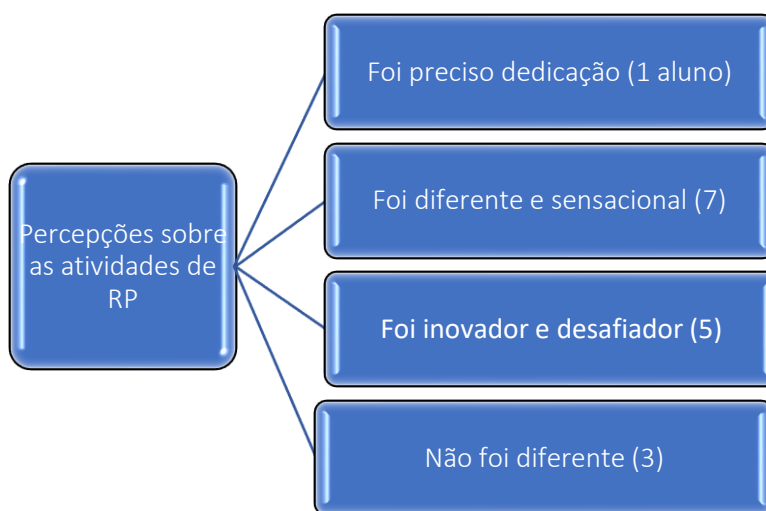 Percepções sobre
as atividades de
RP
Foi preciso dedicação (1 aluno)
Foi diferente e sensacional (7)
Foi inovador e desafiador (5)
Não foi diferente (3)